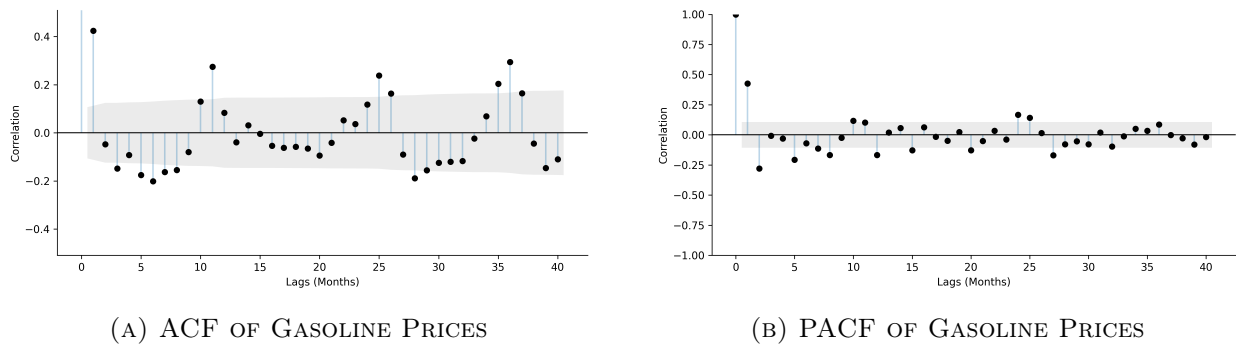 0.4
0.2
0.0
−0.2
−0.4
Correlation
0 5 10 15 20 25 30 35 40
Lags (Months)
(A) ACF OF GASOLINE PRICES
1.00
0.75
0.50
0.25
0.00
−0.25
−0.50
−0.75
−1.00
Correlation
0 5 10 15 20 25 30 35 40
Lags (Months)
(B) PACF OF GASOLINE PRICES